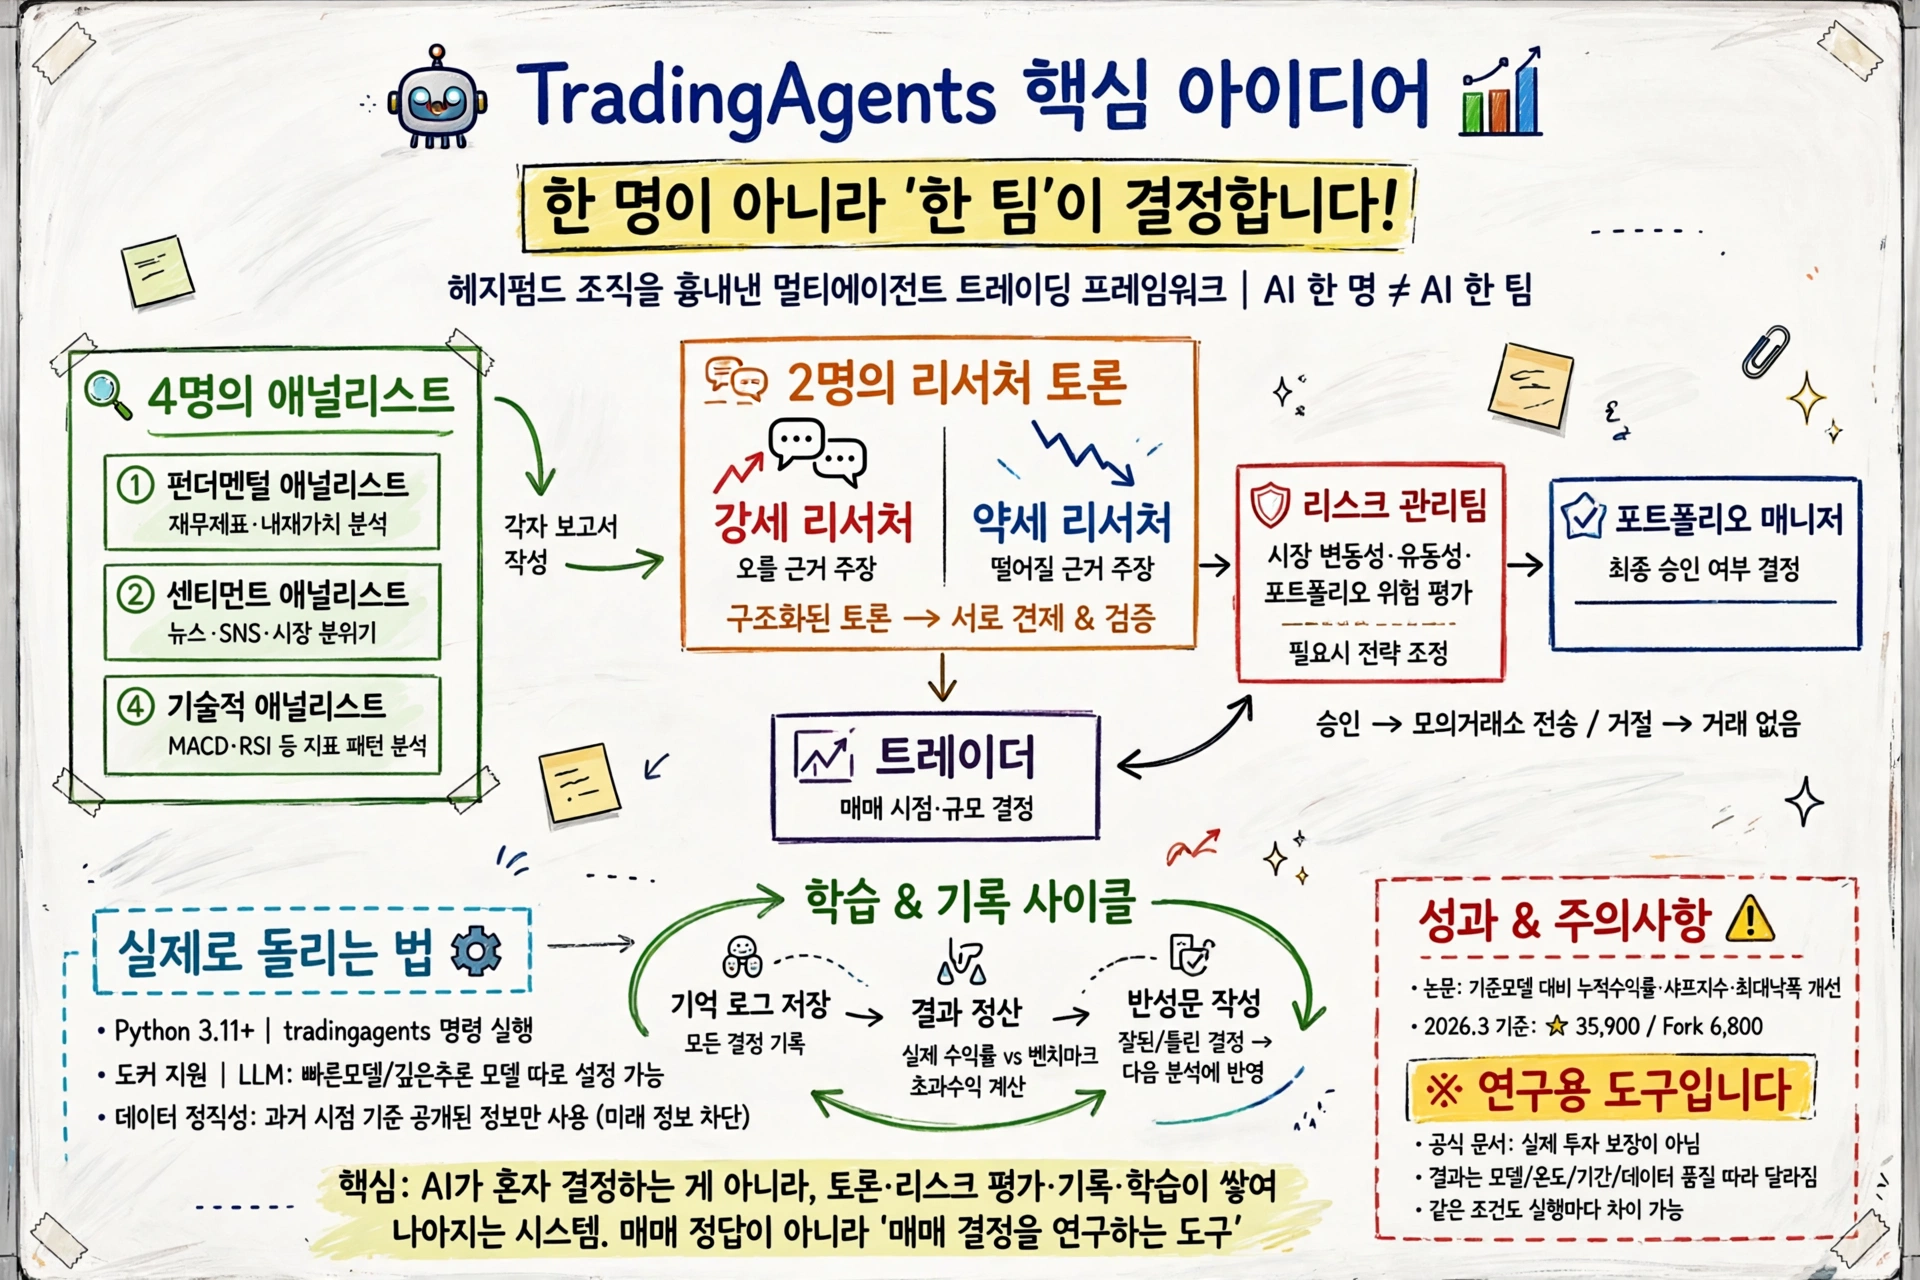 TradingAgents 핵심 아이디어
한 명이 아니라 '한 팀'이 결정합니다!
헤지펌드 조직을 흉내낸 멀티에이전트 트레이딩 프레임워크 | AI 한 명 ≠ AI 한 팀
4명의 애널리스트
① 펀더멘털 애널리스트
재무제표·내재가치 분석
② 센티먼트 애널리스트
뉴스·SNS·시장 분위기
④ 기술적 애널리스트
MACD·RSI 등 지표 패턴 분석
각자 보고서
작성
2명의 리서처 토론
강세 리서처
오를 근거 주장
약세 리서처
떨어질 근거 주장
구조화된 토론 → 서로 견제 & 검증
리스크 관리팀
시장 변동성·유동성·
포트폴리오 위험 평가
필요시 전략 조정
포트폴리오 매니저
최종 승인 여부 결정
승인 → 모의거래소 전송 / 거절 → 거래 없음
트레이더
매매 시점·규모 결정
실제로 돌리는 법
• Python 3.11+ | tradingagents 명령 실행
• 도커 지원 | LLM: 빠른모델/깊은추론 모델 따로 설정 가능
• 데이터 정직성: 과거 시점 기준 공개된 정보만 사용 (미래 정보 차단)
학습 & 기록 사이클
기억 로그 저장
모든 결정 기록
결과 정산
실제 수익률 vs 벤치마크
초과수익 계산
반성문 작성
잘된/틀린 결정 →
다음 분석에 반영
성과 & 주의사항
• 논문: 기준모델 대비 누적수익률·샤프지수·최대낙폭 개선
• 2026.3 기준: ★ 35,900 / Fork 6,800
※ 연구용 도구입니다
• 공식 문서: 실제 투자 보장이 아님
• 결과는 모델/온도/기간/데이터 품질 따라 달라짐
• 같은 조건도 실행마다 차이 가능
핵심: AI가 혼자 결정하는 게 아니라, 토론·리스크 평가·기록·학습이 쌓여
나아지는 시스템. 매매 정답이 아니라 '매매 결정을 연구하는 도구'